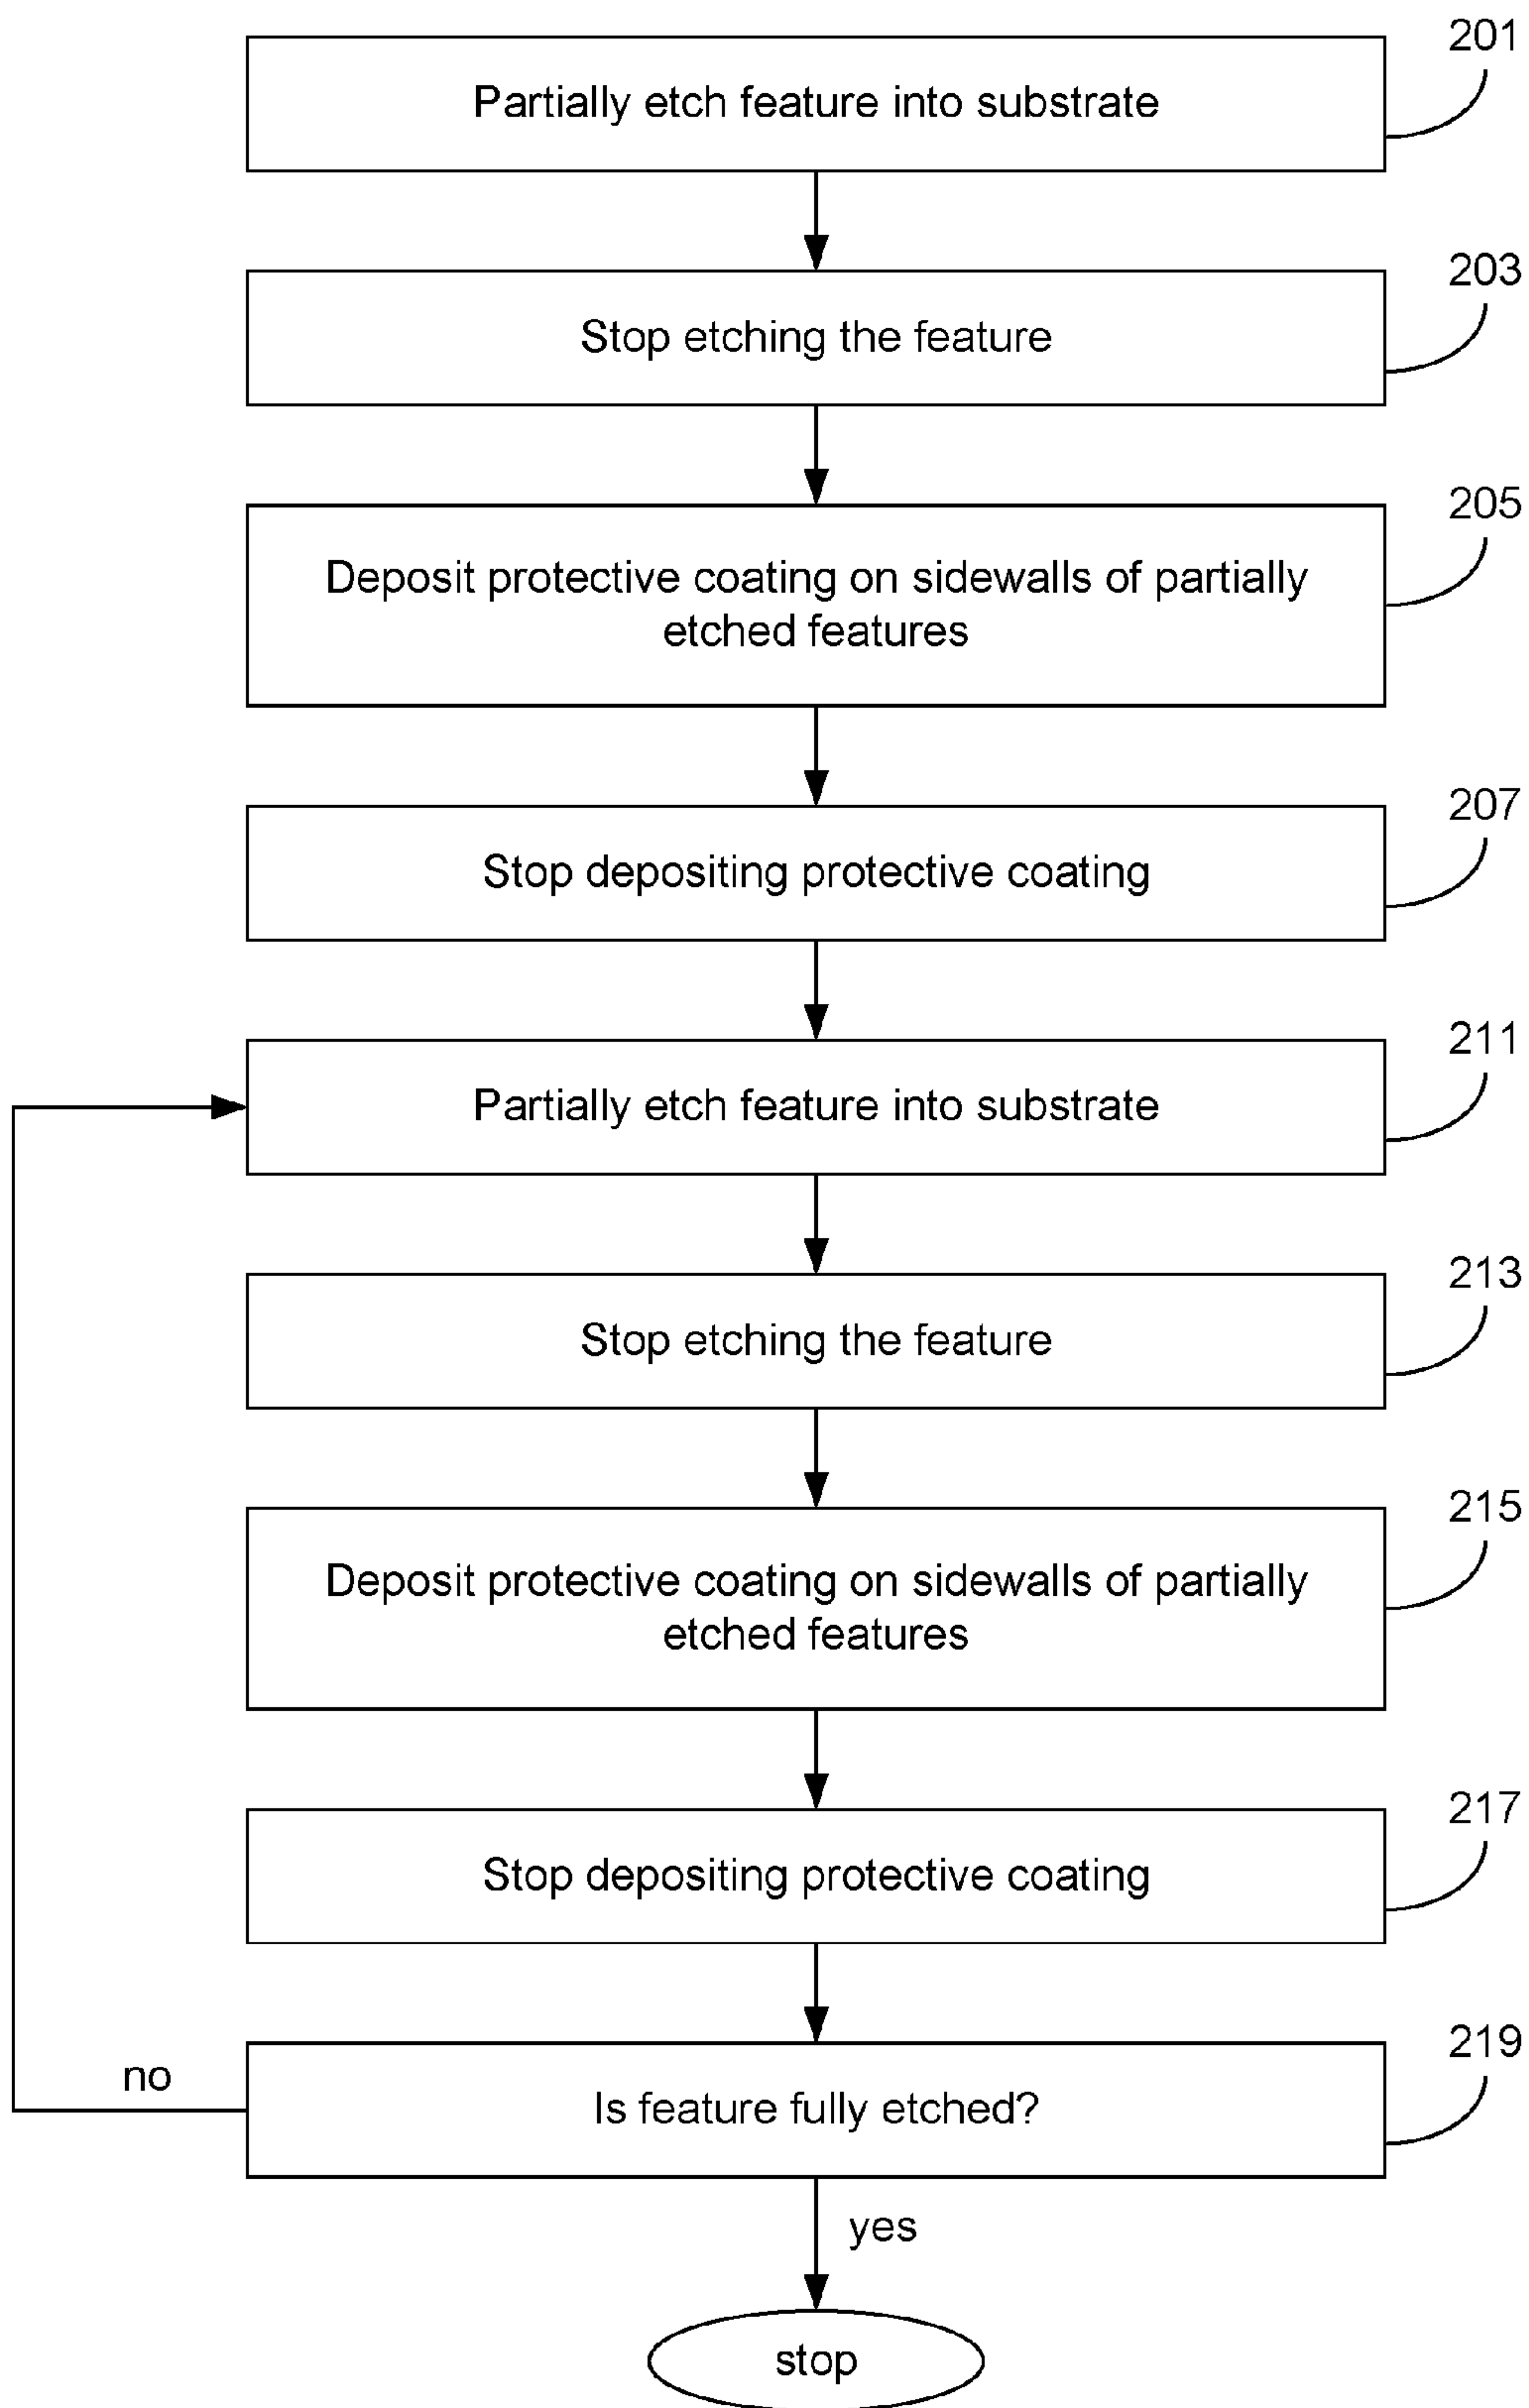 201
Partially etch feature into substrate
203
Stop etching the feature
205
Deposit protective coating on sidewalls of partially
etched features
207
Stop depositing protective coating
211
Partially etch feature into substrate
213
Stop etching the feature
215
Deposit protective coating on sidewalls of partially
etched features
217
Stop depositing protective coating
219
no
Is feature fully etched?
yes
stop